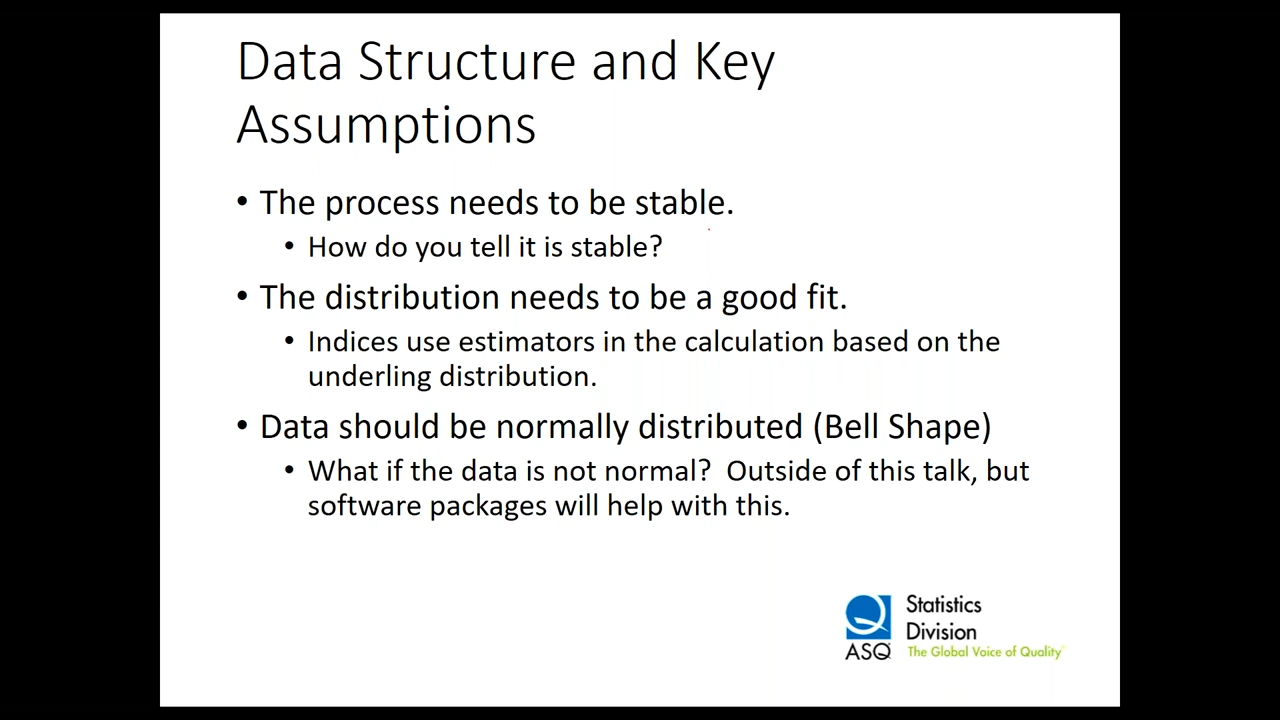 Data Structure and Key
Assumptions
• The process needs to be stable.
• How do you tell it is stable?
• The distribution needs to be a good fit.
• Indices use estimators in the calculation based on the
underling distribution.
• Data should be normally distributed (Bell Shape)
• What if the data is not normal? Outside of this talk, but
software packages will help with this.
Statistics
Division
ASQ The Global Voice of Quality